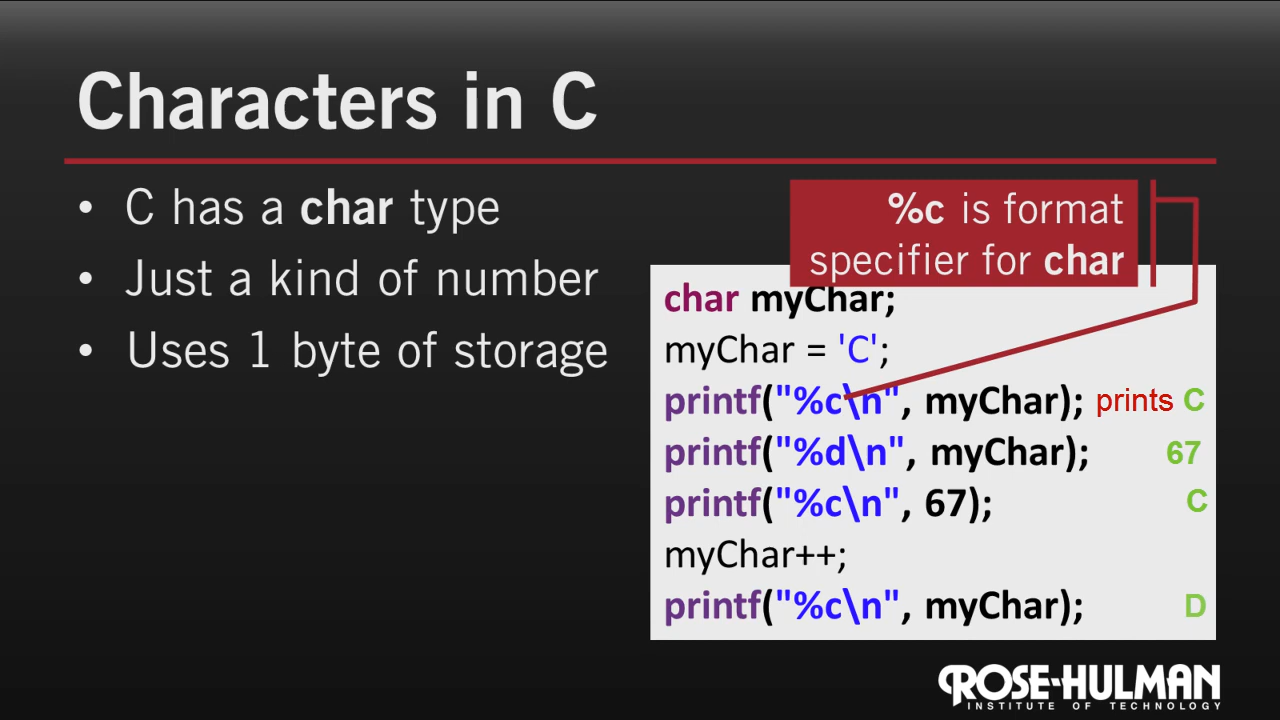 Characters in C
• C has a char type
• Just a kind of number
• Uses 1 byte of storage
%c is format
specifier for char
char myChar;
myChar = 'C';
printf("%c\n", myChar); prints C
printf("%d\n", myChar); 67
printf("%c\n", 67); C
myChar++;
printf("%c\n", myChar); D
ROSE-HULMAN
INSTITUTE OF TECHNOLOGY